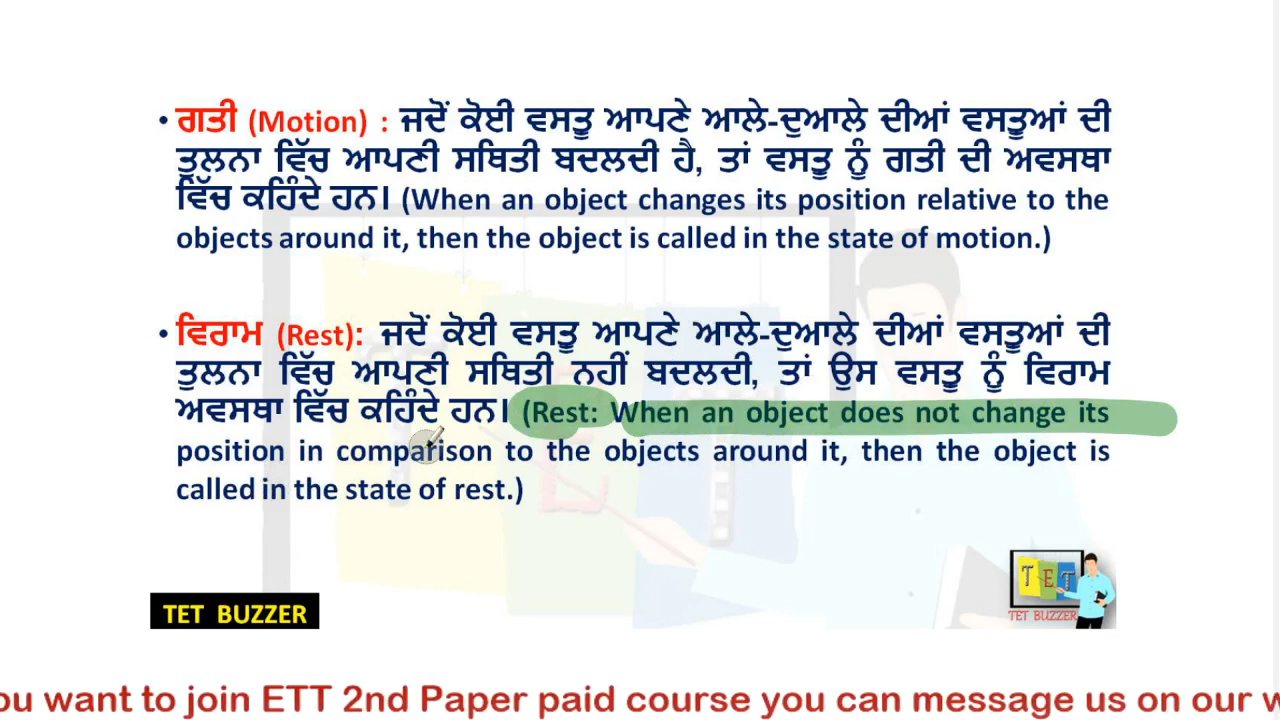 • ਗਤੀ (Motion) : ਜਦੋਂ ਕੋਈ ਵਸਤੂ ਆਪਣੇ ਆਲੇ-ਦੁਆਲੇ ਦੀਆਂ ਵਸਤੂਆਂ ਦੀ
ਤੁਲਨਾ ਵਿੱਚ ਆਪਣੀ ਸਥਿਤੀ ਬਦਲਦੀ ਹੈ, ਤਾਂ ਵਸਤੂ ਨੂੰ ਗਤੀ ਦੀ ਅਵਸਥਾ
ਵਿੱਚ ਕਹਿੰਦੇ ਹਨ। (When an object changes its position relative to the
objects around it, then the object is called in the state of motion.)
• ਵਿਰਾਮ (Rest): ਜਦੋਂ ਕੋਈ ਵਸਤੂ ਆਪਣੇ ਆਲੇ-ਦੁਆਲੇ ਦੀਆਂ ਵਸਤੂਆਂ ਦੀ
ਤੁਲਨਾ ਵਿੱਚ ਆਪਣੀ ਸਥਿਤੀ ਨਹੀਂ ਬਦਲਦੀ, ਤਾਂ ਉਸ ਵਸਤੂ ਨੂੰ ਵਿਰਾਮ
ਅਵਸਥਾ ਵਿੱਚ ਕਹਿੰਦੇ ਹਨ। (Rest: When an object does not change its
position in comparison to the objects around it, then the object is
called in the state of rest.)
TET
TET BUZZER
TET BUZZER
ou want to join ETT 2nd Paper paid course you can message us on our w